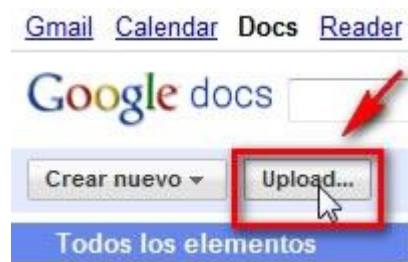 Gmail Calendar Docs Reader
Google docs
Crear nuevo Upload...
Todos los elementos